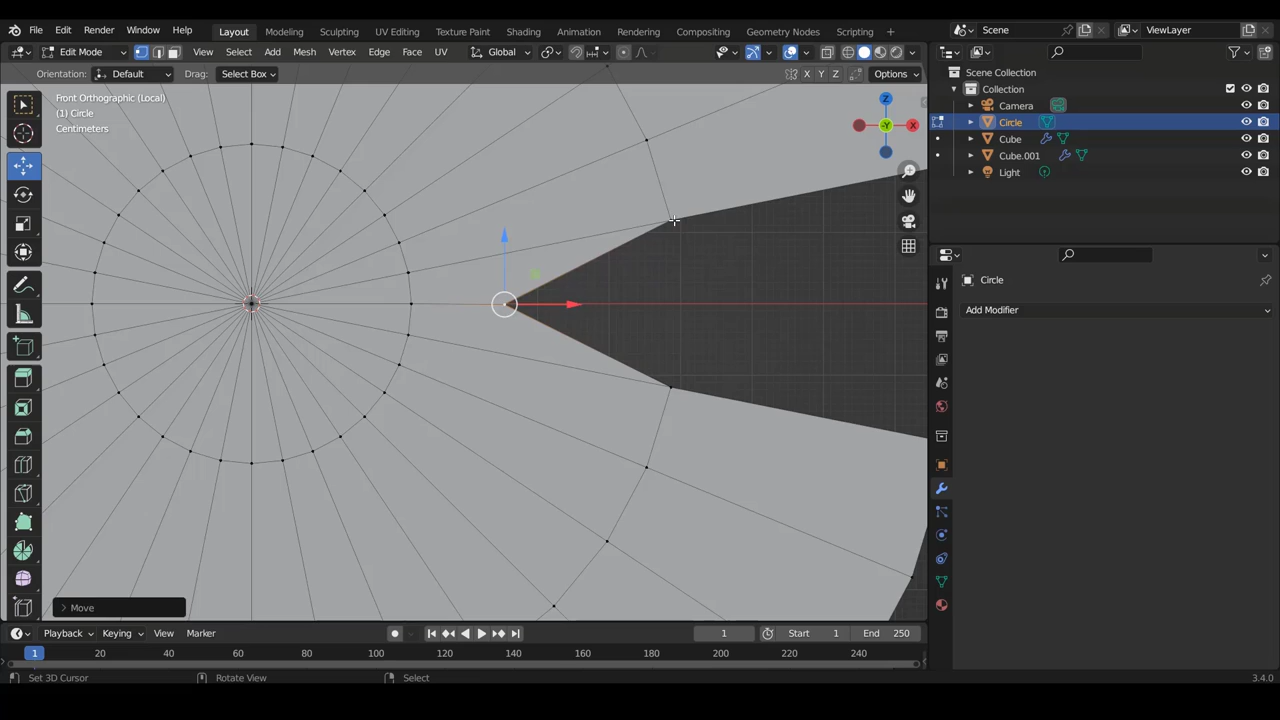 File Edit Render Window Help Layout Modeling Sculpting UV Editing Texture Paint Shading Animation Rendering Compositing Geometry Nodes Scripting + Scene ViewLayer
Edit Mode View Select Add Mesh Vertex Edge Face UV Global
Orientation: Default Drag: Select Box X Y Z Options
Front Orthographic (Local)
(1) Circle
Centimeters
Z
Y
X
Scene Collection
Collection
Camera
Circle
Cube
Cube.001
Light
Circle
Add Modifier
Move
Playback Keying View Marker 1 Start 1 End 250
1 20 40 60 80 100 120 140 160 180 200 220 240
Set 3D Cursor Rotate View Select 3.4.0